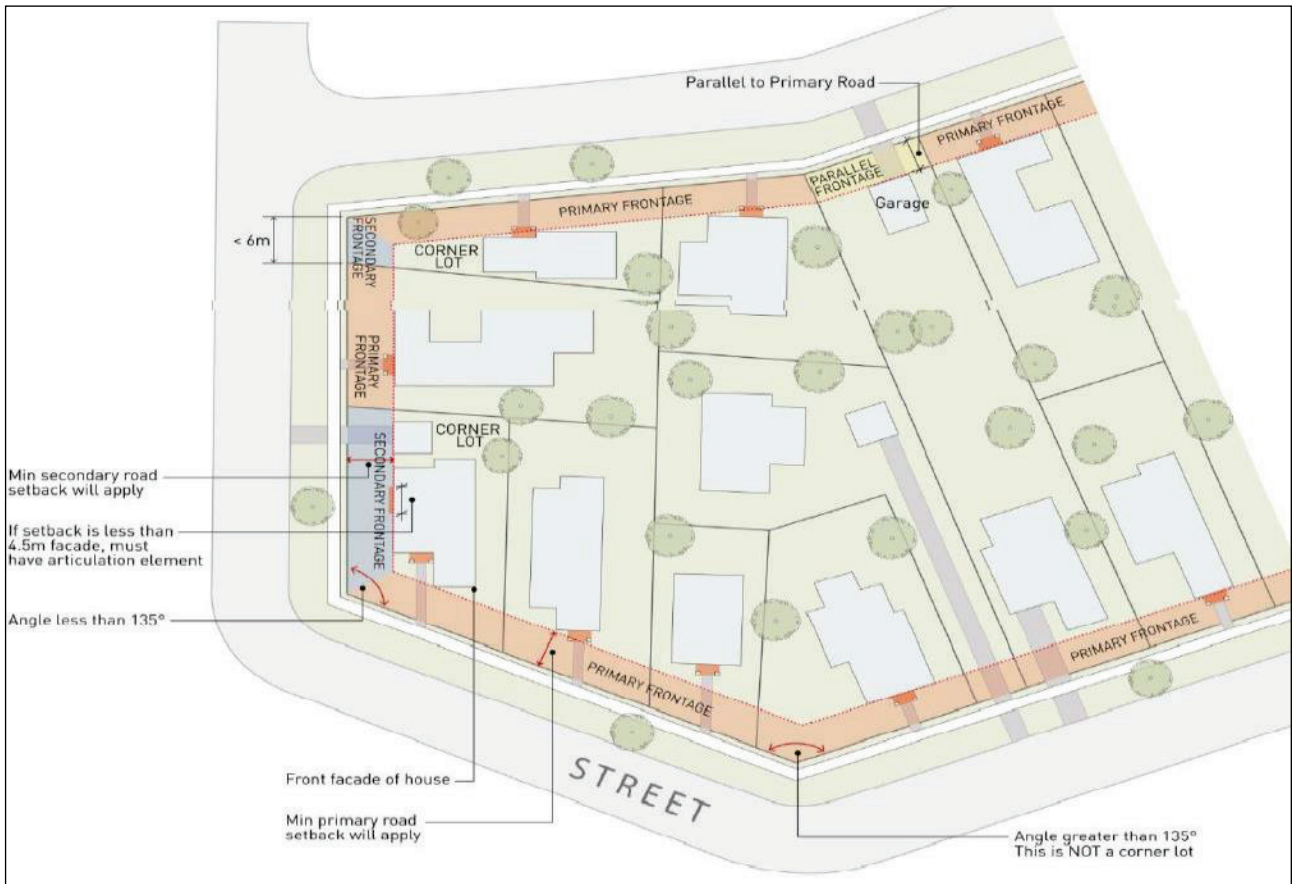 Parallel to Primary Road
PRIMARY FRONTAGE
PARALLEL
FRONTAGE
Garage
PRIMARY FRONTAGE
< 6m
SECONDARY
FRONTAGE
CORNER
LOT
PRIMARY
FRONTAGE
CORNER
LOT
SECONDARY FRONTAGE
Min secondary road
setback will apply
If setback is less than
4.5m facade, must
have articulation element
Angle less than 135°
PRIMARY FRONTAGE
PRIMARY FRONTAGE
Front facade of house
STREET
Min primary road
setback will apply
Angle greater than 135°
This is NOT a corner lot